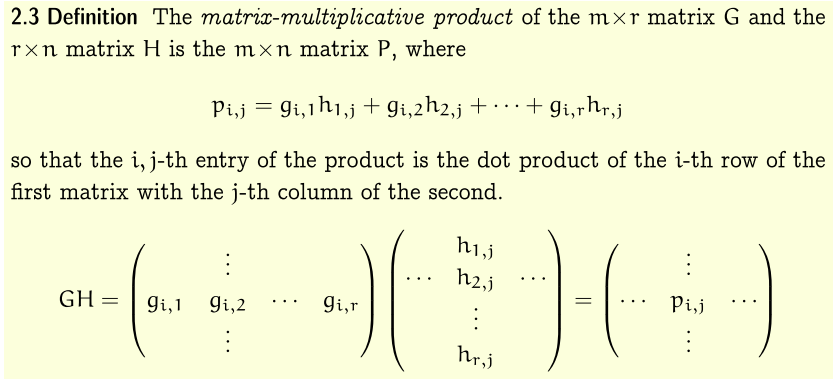 2.3 Definition The matrix-multiplicative product of the m×r matrix G and the
r×n matrix H is the m×n matrix P, where
p_{i,j} = g_{i,1}h_{1,j} + g_{i,2}h_{2,j} + ··· + g_{i,r}h_{r,j}
so that the i, j-th entry of the product is the dot product of the i-th row of the
first matrix with the j-th column of the second.
GH = ( ⋮ g_{i,1} g_{i,2} ··· g_{i,r} ⋮ ) ( h_{1,j} ··· h_{2,j} ··· ⋮ h_{r,j} ) = ( ⋮ ··· p_{i,j} ··· ⋮ )